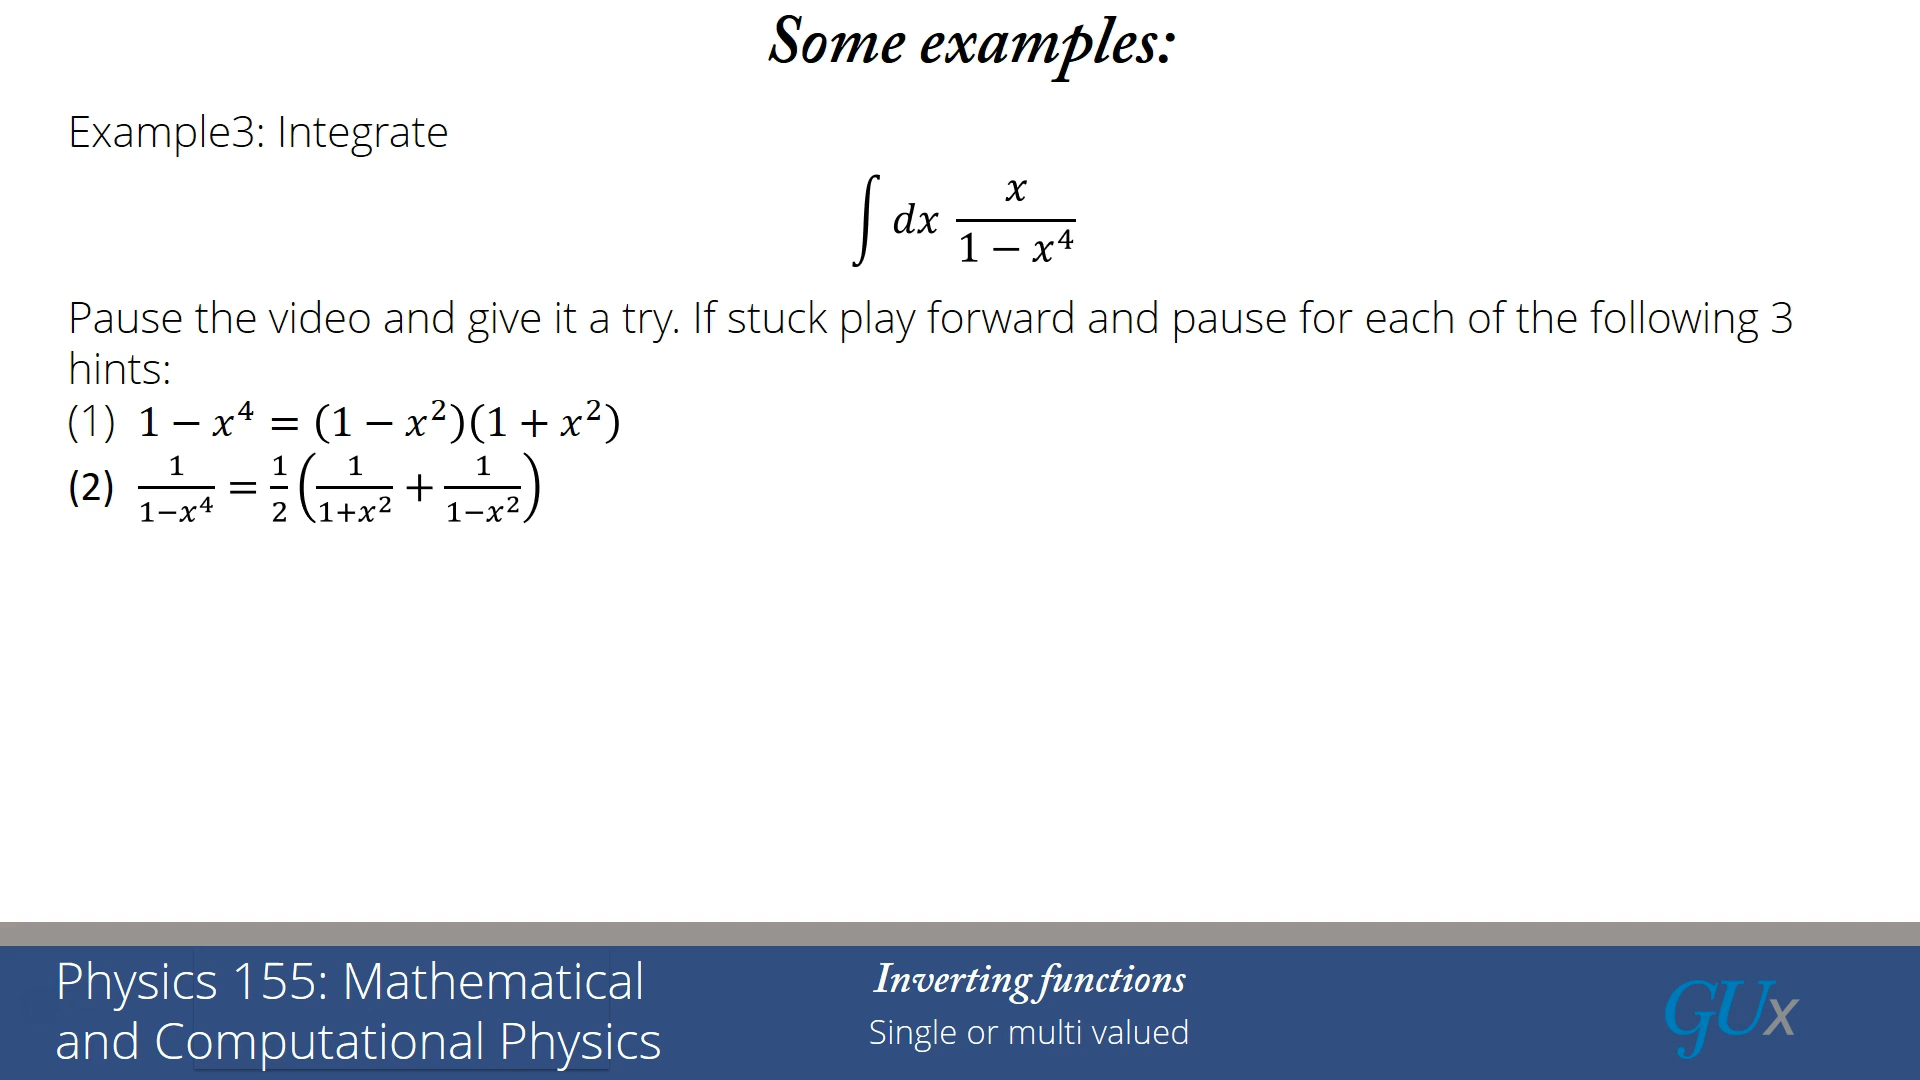 Some examples:
Example3: Integrate
∫ dx x / (1 − x⁴)
Pause the video and give it a try. If stuck play forward and pause for each of the following 3
hints:
(1) 1 − x⁴ = (1 − x²)(1 + x²)
(2) 1/(1−x⁴) = 1/2 (1/(1+x²) + 1/(1−x²))
Physics 155: Mathematical
and Computational Physics
Inverting functions
Single or multi valued
GUx